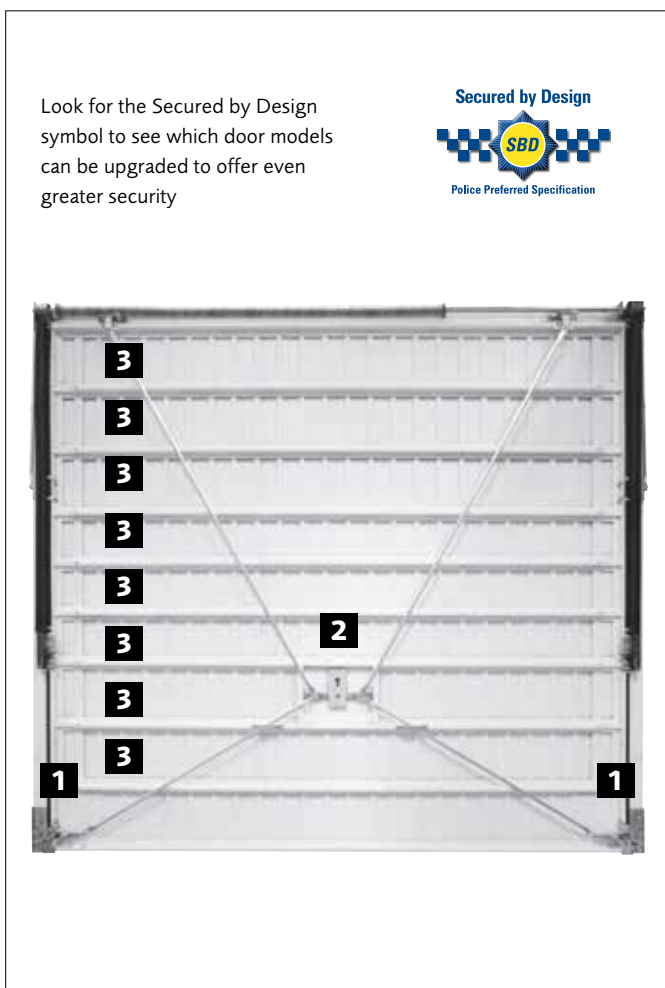 Look for the Secured by Design
symbol to see which door models
can be upgraded to offer even
greater security
Secured by Design
SBD
Police Preferred Specification
3
3
3
3
3
3
3
3
2
1
1